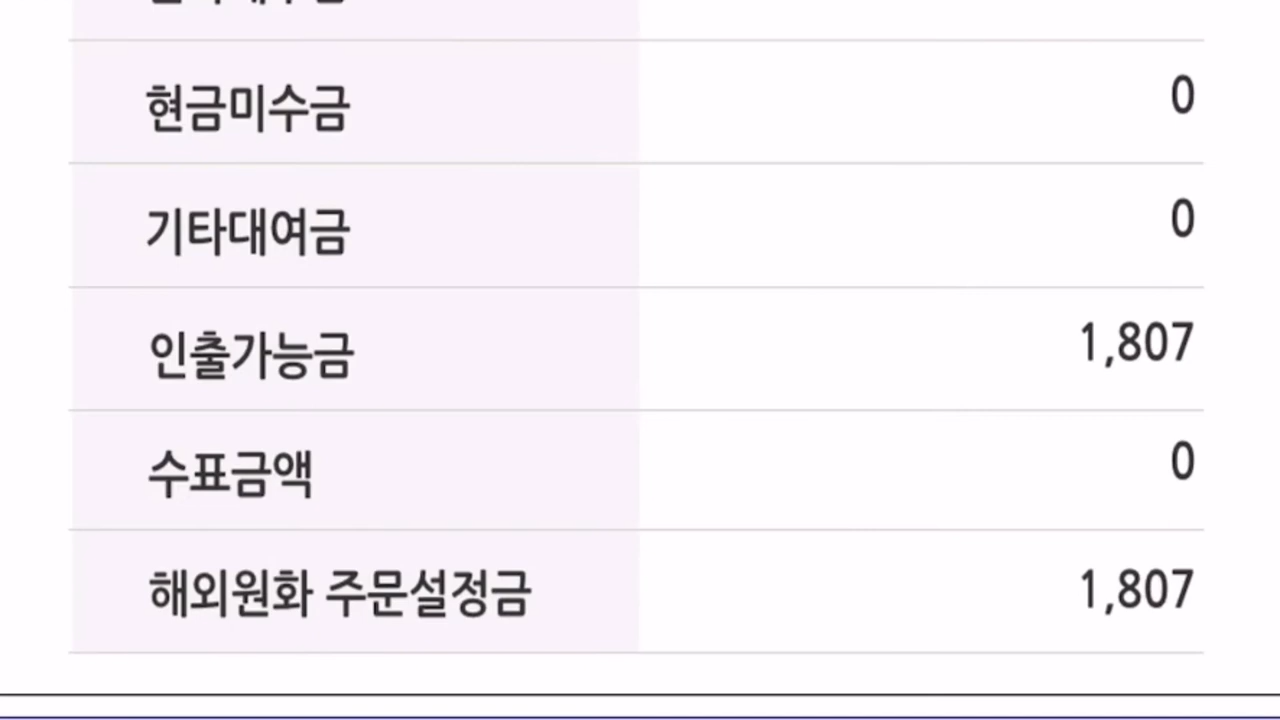 현금미수금 0
기타대여금 0
인출가능금 1,807
수표금액 0
해외원화 주문설정금 1,807